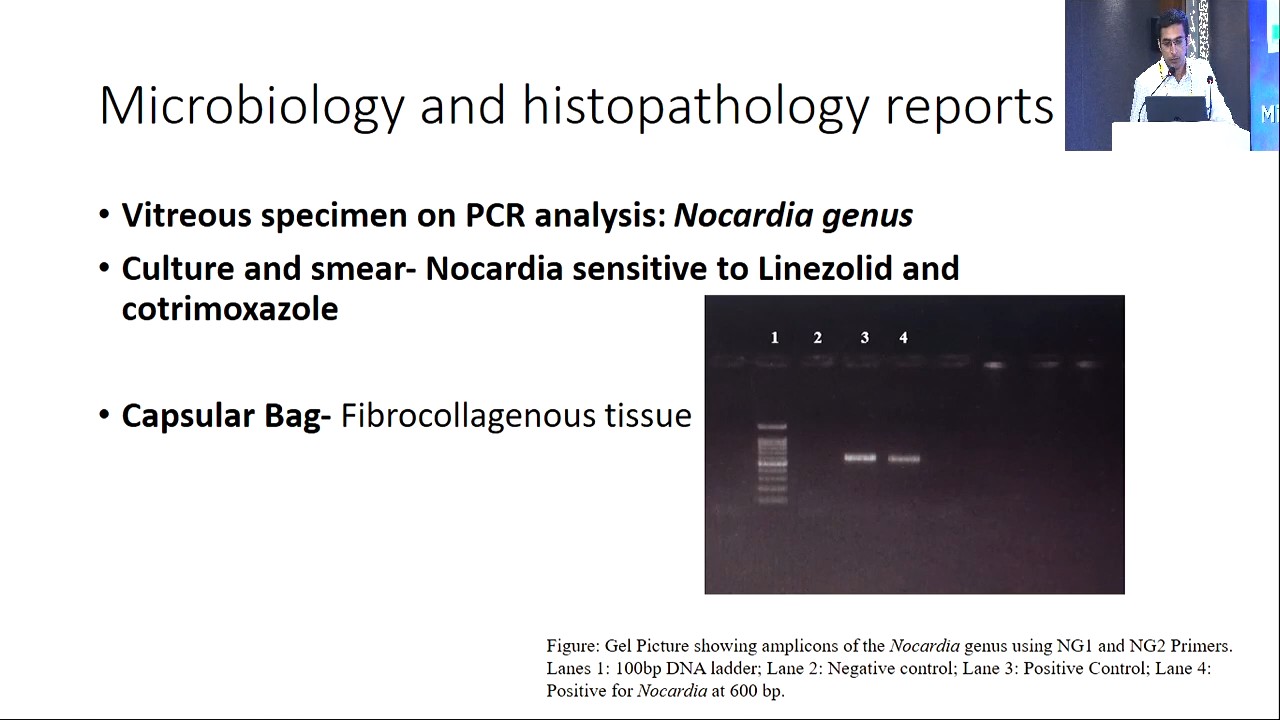 Microbiology and histopathology reports
• Vitreous specimen on PCR analysis: Nocardia genus
• Culture and smear- Nocardia sensitive to Linezolid and
cotrimoxazole
• Capsular Bag- Fibrocollagenous tissue
1 2 3 4
Figure: Gel Picture showing amplicons of the Nocardia genus using NG1 and NG2 Primers.
Lanes 1: 100bp DNA ladder; Lane 2: Negative control; Lane 3: Positive Control; Lane 4:
Positive for Nocardia at 600 bp.